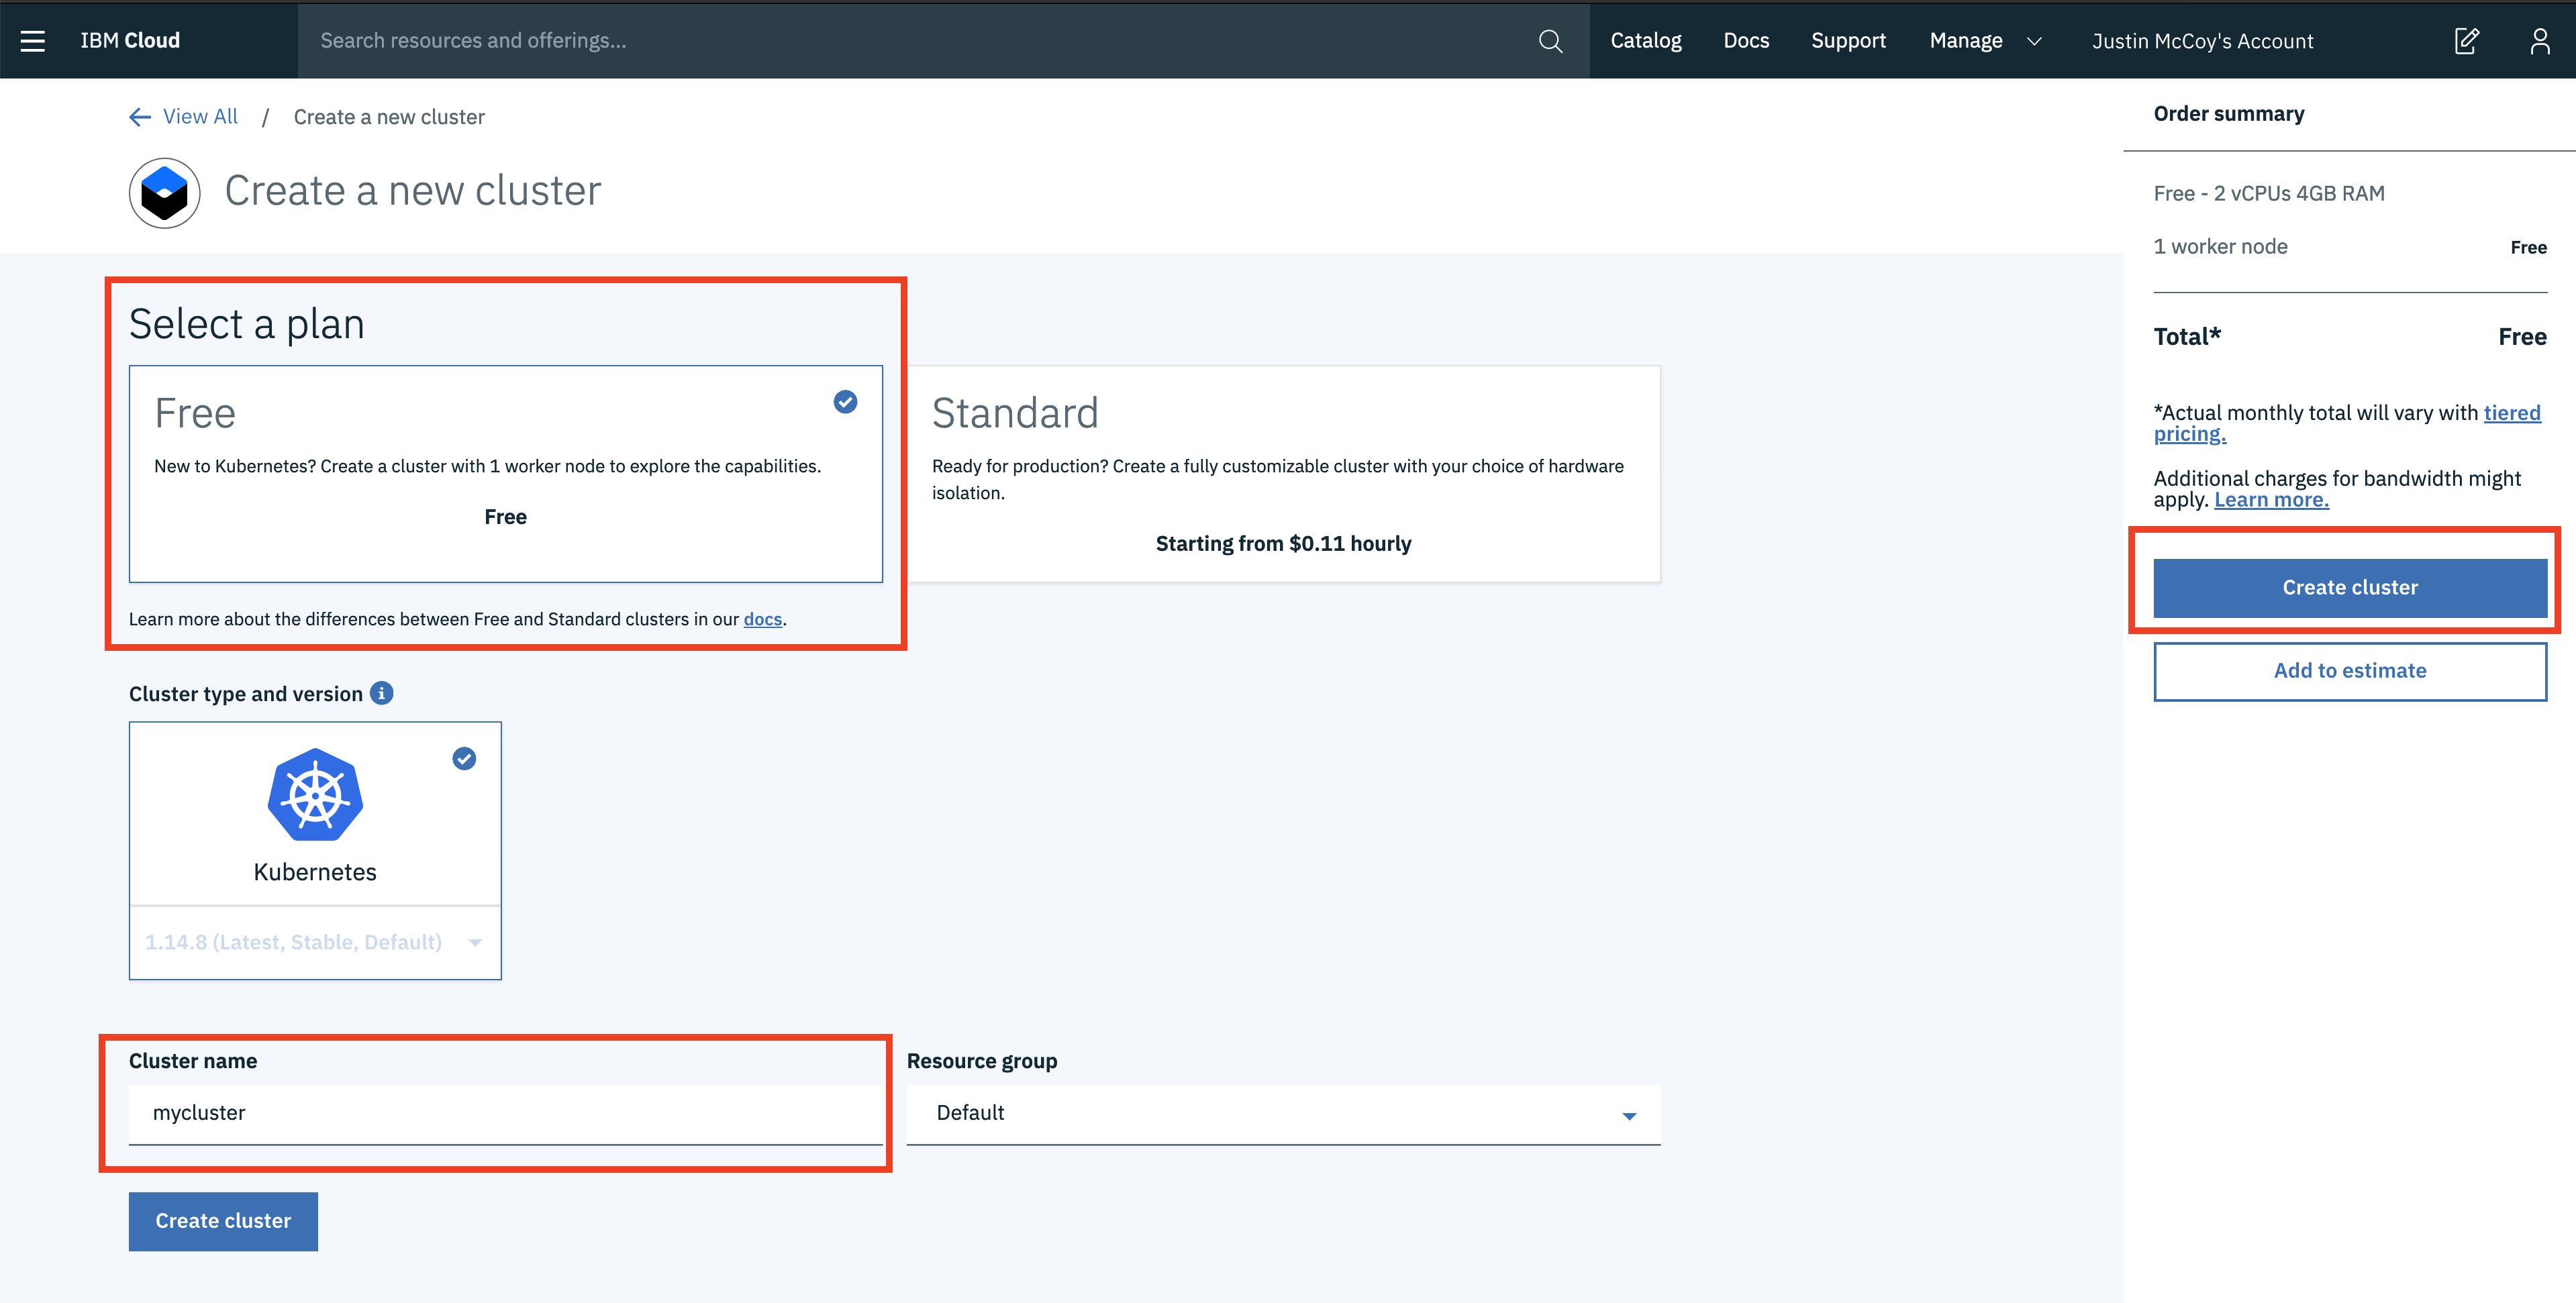 IBM Cloud
Search resources and offerings...
Catalog
Docs
Support
Manage
Justin McCoy's Account
View All / Create a new cluster
Create a new cluster
Select a plan
Free
New to Kubernetes? Create a cluster with 1 worker node to explore the capabilities.
Free
Standard
Ready for production? Create a fully customizable cluster with your choice of hardware
isolation.
Starting from $0.11 hourly
Learn more about the differences between Free and Standard clusters in our docs.
Cluster type and version
Kubernetes
1.14.8 (Latest, Stable, Default)
Cluster name
mycluster
Resource group
Default
Create cluster
Order summary
Free - 2 vCPUs 4GB RAM
1 worker node Free
Total* Free
*Actual monthly total will vary with tiered
pricing.
Additional charges for bandwidth might
apply. Learn more.
Create cluster
Add to estimate